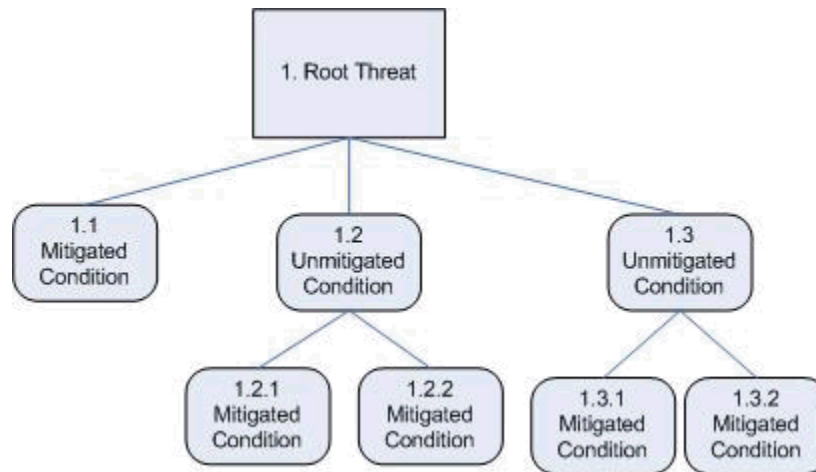 1. Root Threat
1.1
Mitigated
Condition
1.2
Unmitigated
Condition
1.3
Unmitigated
Condition
1.2.1
Mitigated
Condition
1.2.2
Mitigated
Condition
1.3.1
Mitigated
Condition
1.3.2
Mitigated
Condition